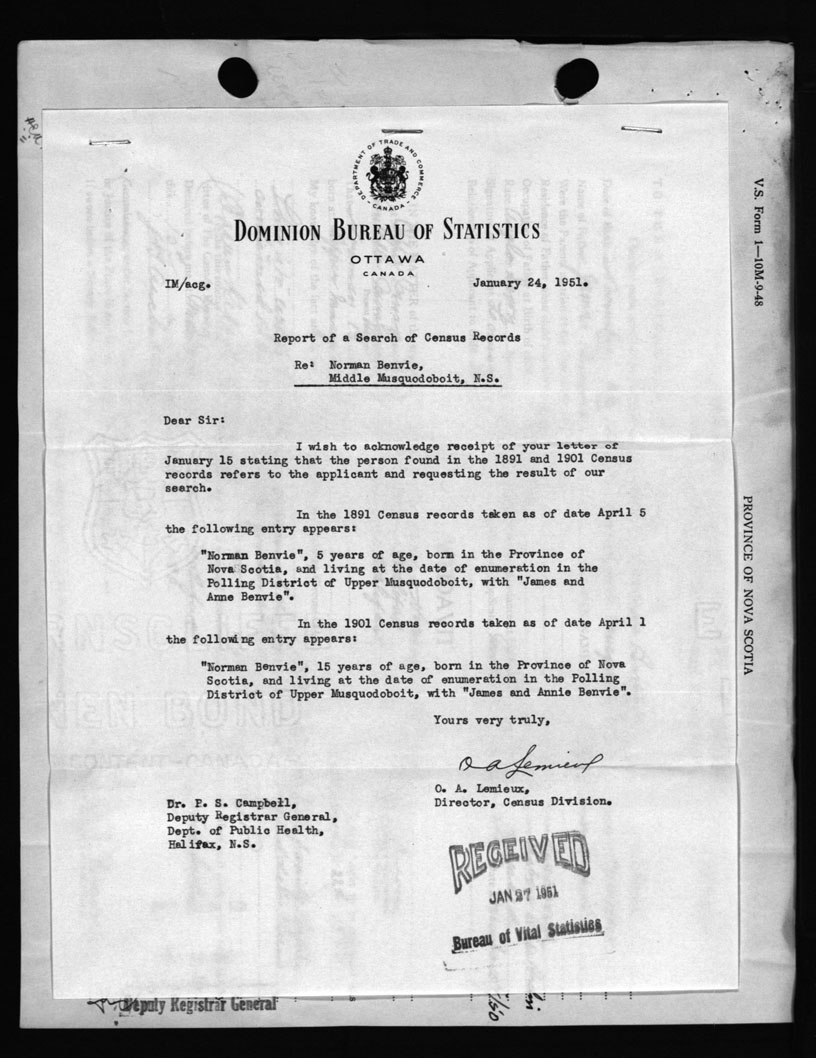 DEPARTMENT OF TRADE AND COMMERCE
CANADA
DOMINION BUREAU OF STATISTICS
OTTAWA
CANADA
IM/acg.
January 24, 1951.
Report of a Search of Census Records
Re: Norman Benvie,
Middle Musquodoboit, N.S.
Dear Sir:
I wish to acknowledge receipt of your letter of
January 15 stating that the person found in the 1891 and 1901 Census
records refers to the applicant and requesting the result of our
search.
In the 1891 Census records taken as of date April 5
the following entry appears:
"Norman Benvie", 5 years of age, born in the Province of
Nova Scotia, and living at the date of enumeration in the
Polling District of Upper Musquodoboit, with "James and
Anne Benvie".
In the 1901 Census records taken as of date April 1
the following entry appears:
"Norman Benvie", 15 years of age, born in the Province of Nova
Scotia, and living at the date of enumeration in the Polling
District of Upper Musquodoboit, with "James and Annie Benvie".
Yours very truly,
O A Lemieux
O. A. Lemieux,
Director, Census Division.
Dr. P. S. Campbell,
Deputy Registrar General,
Dept. of Public Health,
Halifax, N.S.
RECEIVED
JAN 27 1951
Bureau of Vital Statistics
Deputy Registrar General
V.S. Form 1—10M-9-48
PROVINCE OF NOVA SCOTIA